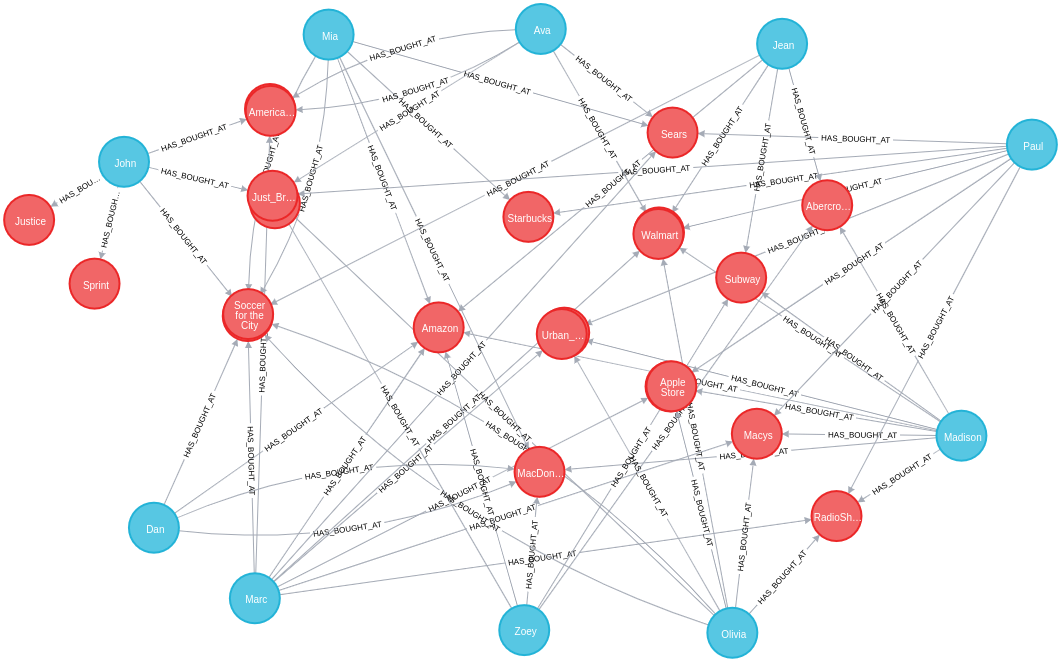 Mia
Ava
Jean
HAS_BOUGHT_AT
HAS_BOUGHT_AT
HAS_BOUGHT_AT
HAS_BOUGHT_AT
HAS_BOUGHT_AT
America…
HAS_BOUGHT_AT
HAS_BOUGHT_AT
HAS_BOUGHT_AT
HAS_BOUGHT_AT
HAS_BOUGHT_AT
Sears
HAS_BOUGHT_AT
HAS_BOUGHT_AT
Paul
HAS_BOUGHT_AT
John
HAS_BOUGHT_AT
HAS_BOUGHT_AT
HAS_BOUGHT_AT
HAS_BOUGHT_AT
HAS_BOUGHT_AT
HAS_BOUGHT_AT
HAS_BOU…
Just_Br…
HAS_BOUGHT_AT
Abercro…
Justice
HAS_BOUGH…
HAS_BOUGHT_AT
Starbucks
Walmart
HAS_BOUGHT_AT
HAS_BOUGHT_AT
Sprint
Subway
HAS_BOUGHT_AT
Soccer
for the
City
Amazon
Urban_…
HAS_BOUGHT_AT
HAS_BOUGHT_AT
HAS_BOUGHT_AT
HAS_BOUGHT_AT
HAS_BOUGHT_AT
HAS_BOUGHT_AT
Apple
Store
HAS_BOUGHT_AT
HAS_BOUGHT_AT
HAS_BOUGHT_AT
HAS_BOUGHT_AT
HAS_BOUGHT_AT
HAS_BOUGHT_AT
HAS_BOUGHT_AT
Macys
HAS_BOUGHT_AT
Madison
HAS_BOUGHT_AT
HAS_BOUGHT_AT
HAS_BOUGHT_AT
HAS_BOUGHT_AT
HAS_BOUGHT_AT
MacDon…
HAS_BOUGHT_AT
HAS_BOUGHT_AT
HAS_BOUGHT_AT
HAS_BOUGHT_AT
RadioSh…
Dan
HAS_BOUGHT_AT
HAS_BOUGHT_AT
HAS_BOUGHT_AT
HAS_BOUGHT_AT
HAS_BOUGHT_AT
HAS_BOUGHT_AT
HAS_BOUGHT_AT
Marc
Zoey
Olivia